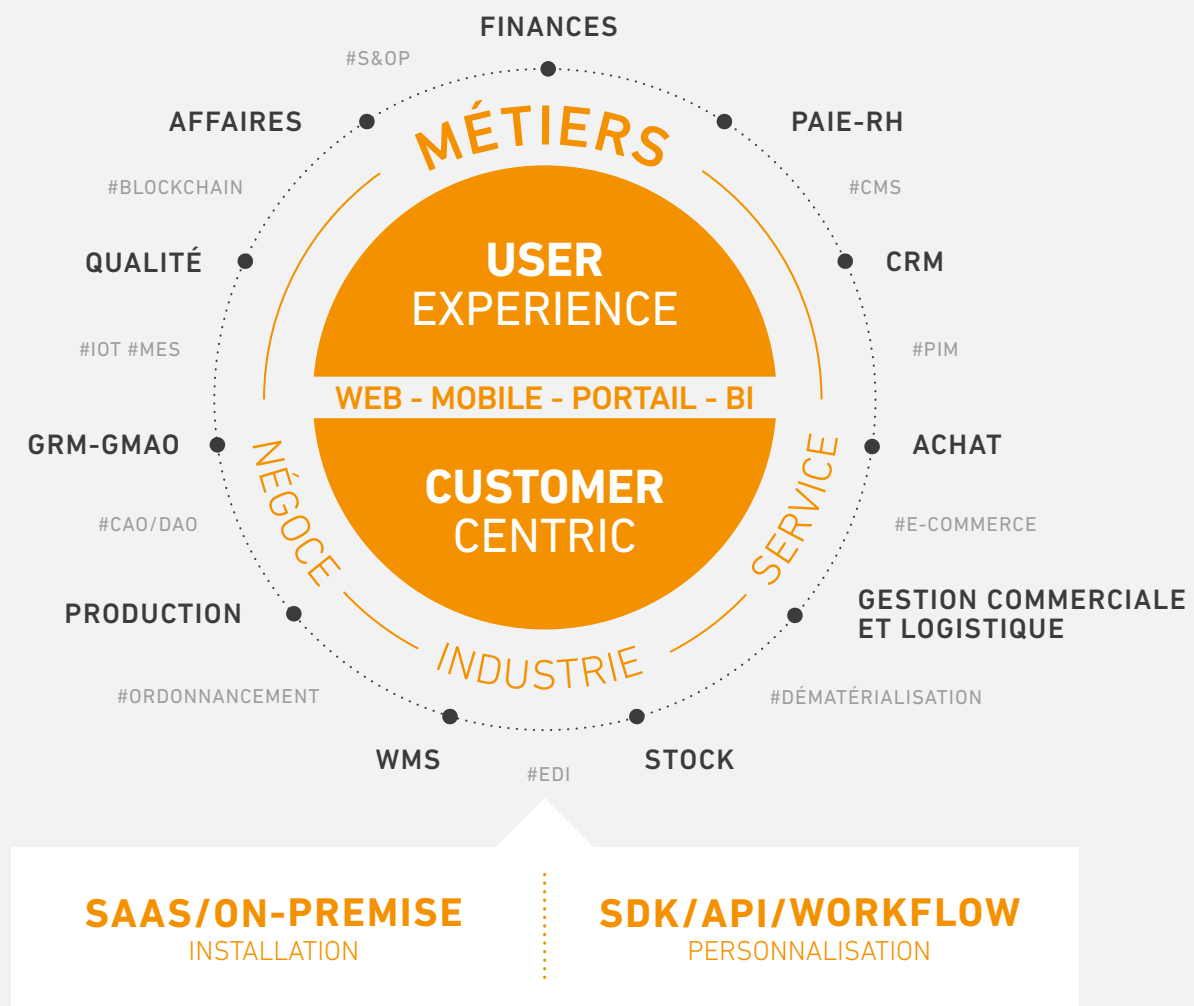 FINANCES
#S&OP
AFFAIRES
PAIE-RH
MÉTIERS
#BLOCKCHAIN
#CMS
QUALITÉ
USER
EXPERIENCE
CRM
#IOT #MES
#PIM
WEB - MOBILE - PORTAIL - BI
GRM-GMAO
ACHAT
NÉGOCE
CUSTOMER
CENTRIC
SERVICE
#CAO/DAO
#E-COMMERCE
PRODUCTION
GESTION COMMERCIALE
ET LOGISTIQUE
INDUSTRIE
#ORDONNANCEMENT
#DÉMATÉRIALISATION
WMS
STOCK
#EDI
SAAS/ON-PREMISE
INSTALLATION
SDK/API/WORKFLOW
PERSONNALISATION